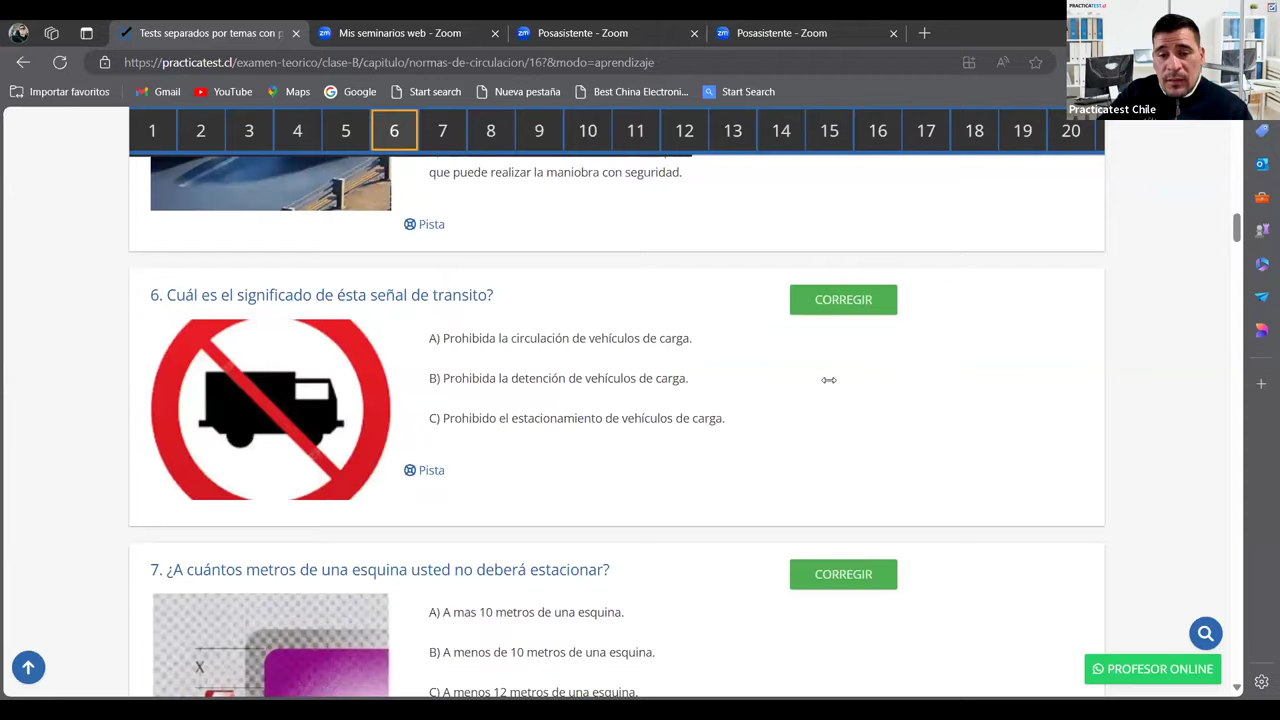 PRACTICATEST.cl
Tests separados por temas con p
Mis seminarios web - Zoom
Posasistente - Zoom
Posasistente - Zoom
https://practicatest.cl/examen-teorico/clase-B/capitulo/normas-de-circulacion/16?&modo=aprendizaje
Importar favoritos
Gmail
YouTube
Maps
Google
Start search
Nueva pestaña
Best China Electroni...
Start Search
Practicatest Chile
1 2 3 4 5 6 7 8 9 10 11 12 13 14 15 16 17 18 19 20
que puede realizar la maniobra con seguridad.
Pista
6. Cuál es el significado de ésta señal de transito?
CORREGIR
A) Prohibida la circulación de vehículos de carga.
B) Prohibida la detención de vehículos de carga.
C) Prohibido el estacionamiento de vehículos de carga.
Pista
7. ¿A cuántos metros de una esquina usted no deberá estacionar?
CORREGIR
A) A mas 10 metros de una esquina.
B) A menos de 10 metros de una esquina.
C) A menos 12 metros de una esquina.
X
PROFESOR ONLINE